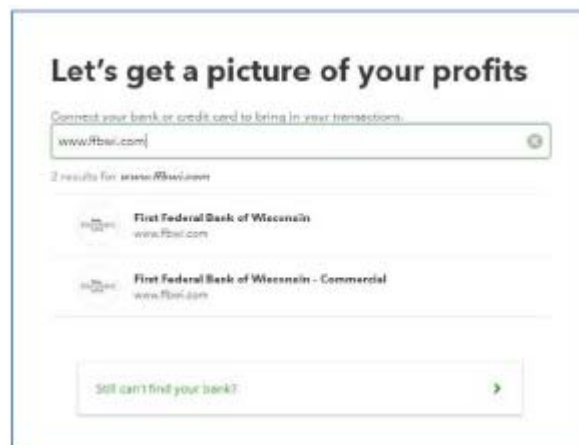 Let's get a picture of your profits
Connect your bank or credit card to bring in your transactions.
www.ffbwi.com
2 results for www.ffbwi.com
First Federal Bank of Wisconsin
www.ffbwi.com
First Federal Bank of Wisconsin - Commercial
www.ffbwi.com
Still can't find your bank?